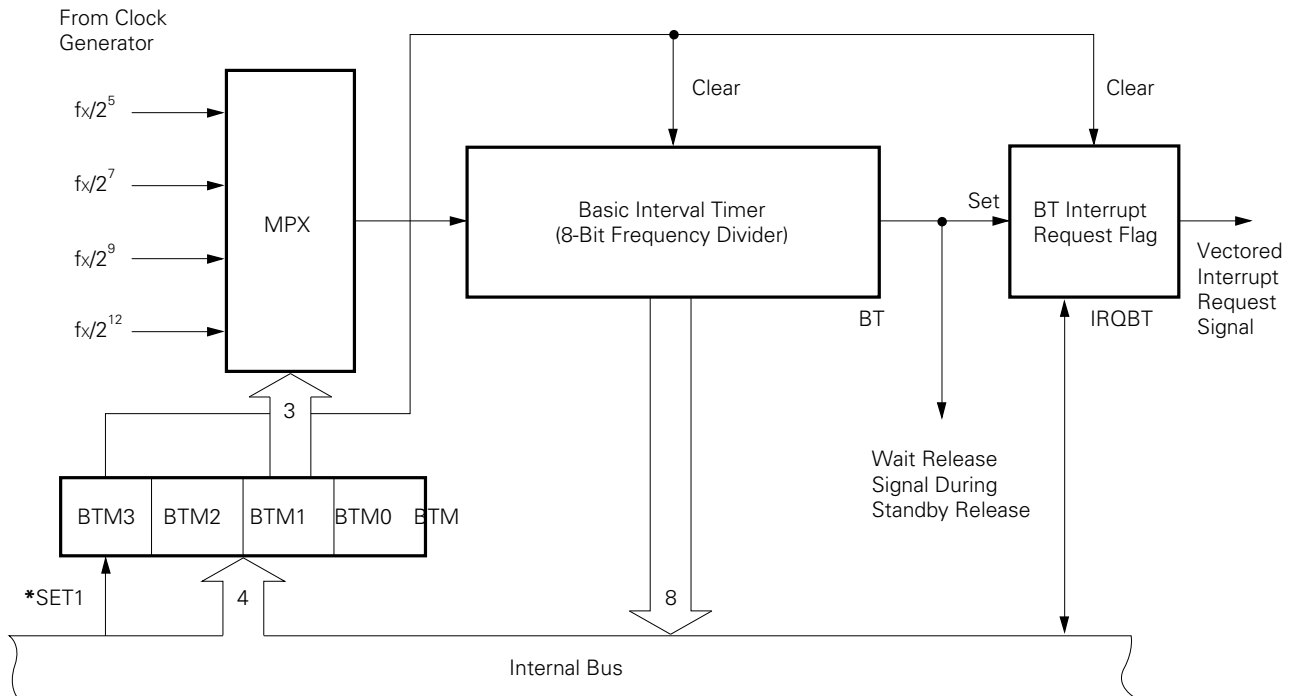 From Clock
Generator
fx/2^5
fx/2^7
fx/2^9
fx/2^12
MPX
3
Clear
Clear
Basic Interval Timer
(8-Bit Frequency Divider)
BT
Set
BT Interrupt
Request Flag
IRQBT
Vectored
Interrupt
Request
Signal
Wait Release
Signal During
Standby Release
BTM3 BTM2 BTM1 BTM0 BTM
*SET1
4
8
Internal Bus